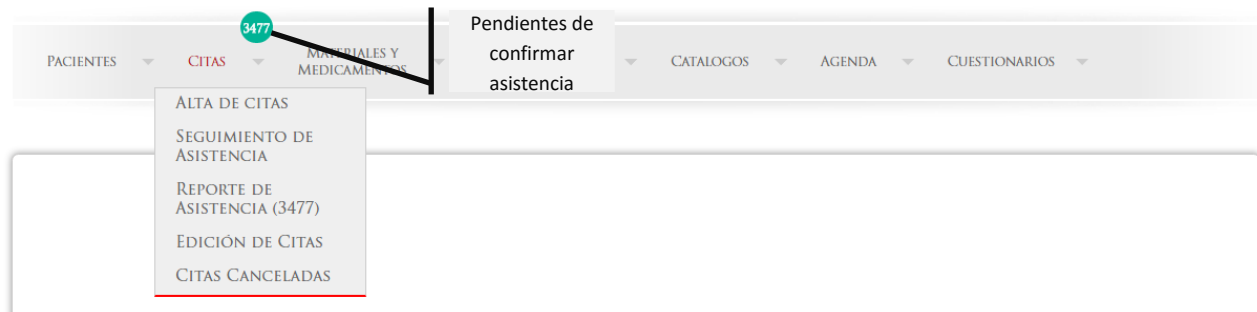 3477
Pendientes de
confirmar
asistencia
PACIENTES
CITAS
MATERIALES Y
MEDICAMENTOS
CATALOGOS
AGENDA
CUESTIONARIOS
ALTA DE CITAS
SEGUIMIENTO DE
ASISTENCIA
REPORTE DE
ASISTENCIA (3477)
EDICIÓN DE CITAS
CITAS CANCELADAS